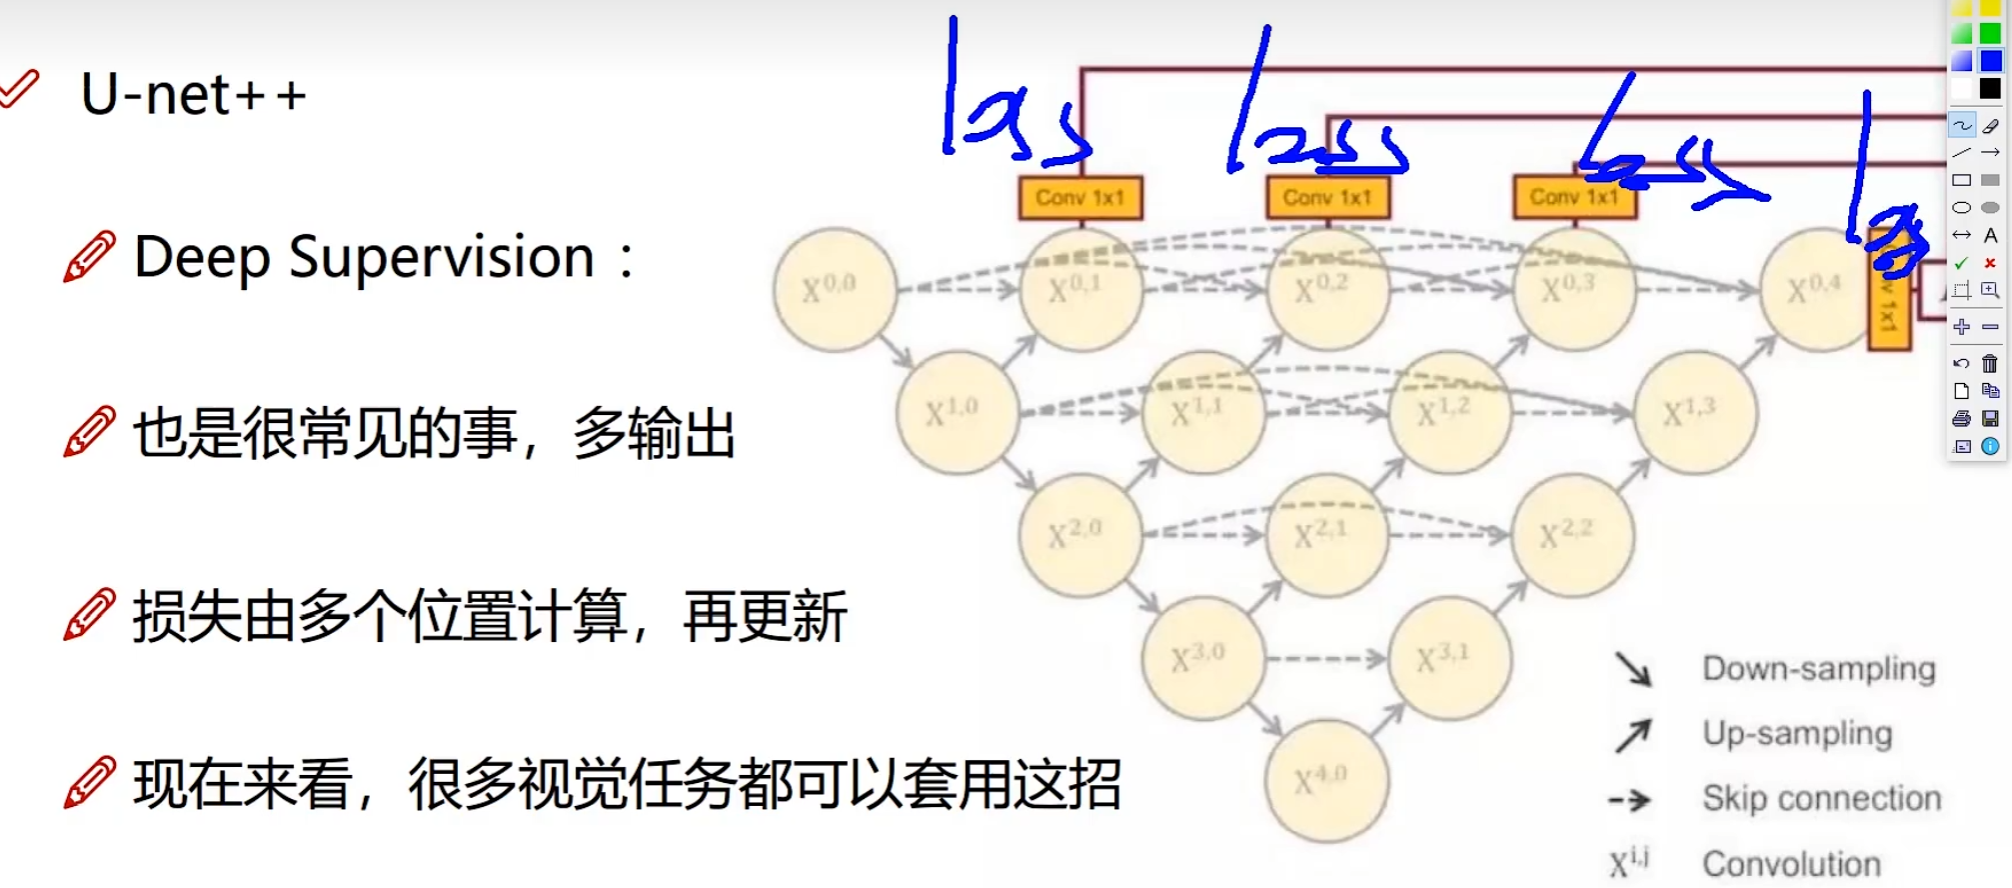 U-net++
Deep Supervision：
也是很常见的事，多输出
损失由多个位置计算，再更新
现在来看，很多视觉任务都可以套用这招
loss loss loss loss
Conv 1x1 Conv 1x1 Conv 1x1
X0,0 X0,1 X0,2 X0,3 X0,4
1x1
X1,0 X1,1 X1,2 X1,3
X2,0 X2,1 X2,2
X3,0 X3,1
X4,0
Down-sampling
Up-sampling
Skip connection
Xi,j Convolution
A